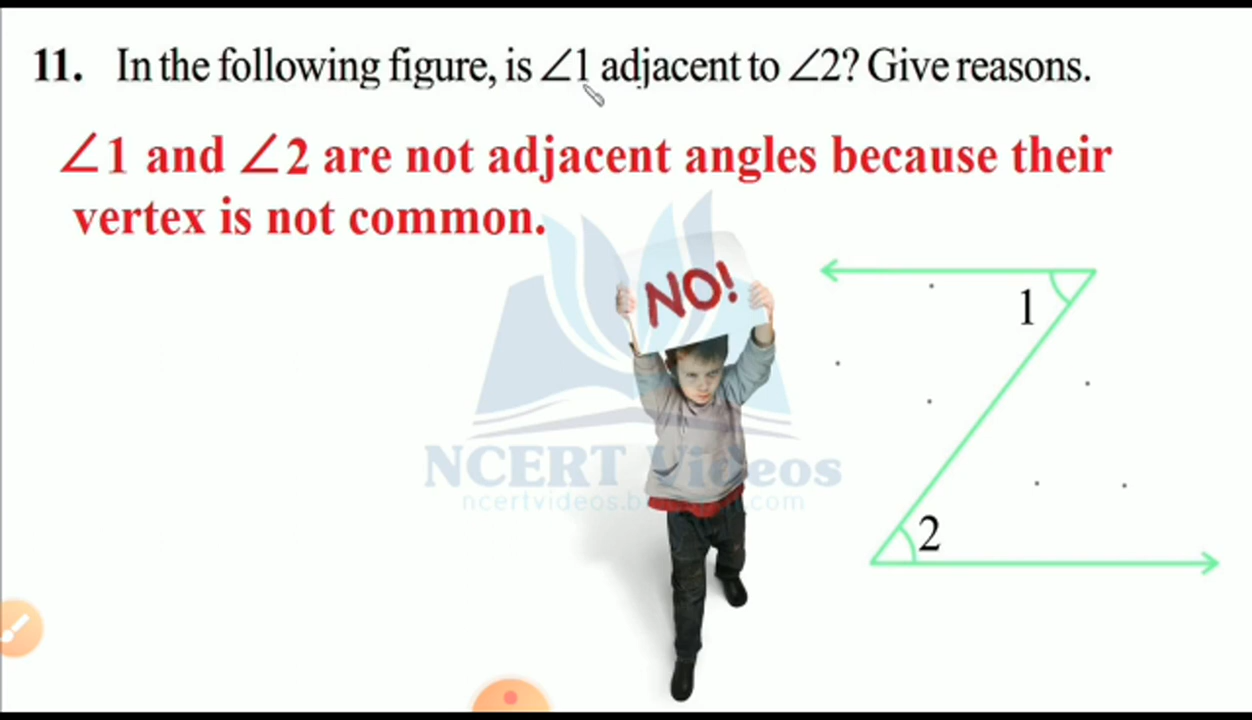 11. In the following figure, is ∠1 adjacent to ∠2? Give reasons.
∠1 and ∠2 are not adjacent angles because their
vertex is not common.
NO!
1
NCERT Videos
2